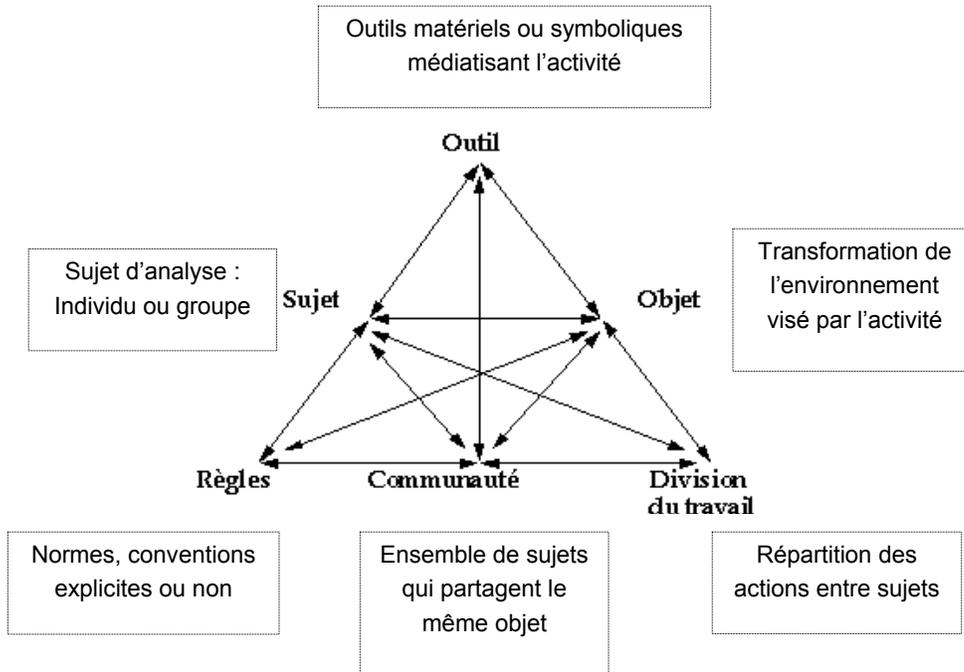 Outils matériels ou symboliques
médiatisant l’activité
Outil
Sujet d’analyse :
Individu ou groupe
Sujet
Objet
Transformation de
l’environnement
visé par l’activité
Règles
Communauté
Division
du travail
Normes, conventions
explicites ou non
Ensemble de sujets
qui partagent le
même objet
Répartition des
actions entre sujets